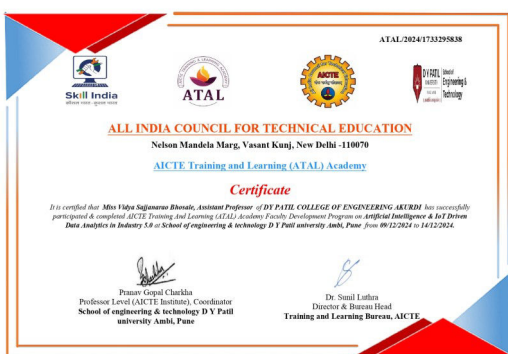 ATAL/2024/1733295838
Skill India
कौशल भारत - कुशल भारत
ATAL
AICTE
D Y PATIL
School of
Engineering &
Technology
ALL INDIA COUNCIL FOR TECHNICAL EDUCATION
Nelson Mandela Marg, Vasant Kunj, New Delhi -110070
AICTE Training and Learning (ATAL) Academy
Certificate
It is certified that Miss Vidya Sajjanarao Bhosale, Assistant Professor of DY PATIL COLLEGE OF ENGINEERING AKURDI has successfully
participated & completed AICTE Training And Learning (ATAL) Academy Faculty Development Program on Artificial Intelligence & IoT Driven
Data Analytics in Industry 5.0 at School of engineering & technology D Y Patil university Ambi, Pune from 09/12/2024 to 14/12/2024.
Pranav Gopal Charkha
Professor Level (AICTE Institute), Coordinator
School of engineering & technology D Y Patil
university Ambi, Pune
Dr. Sunil Luthra
Director & Bureau Head
Training and Learning Bureau, AICTE